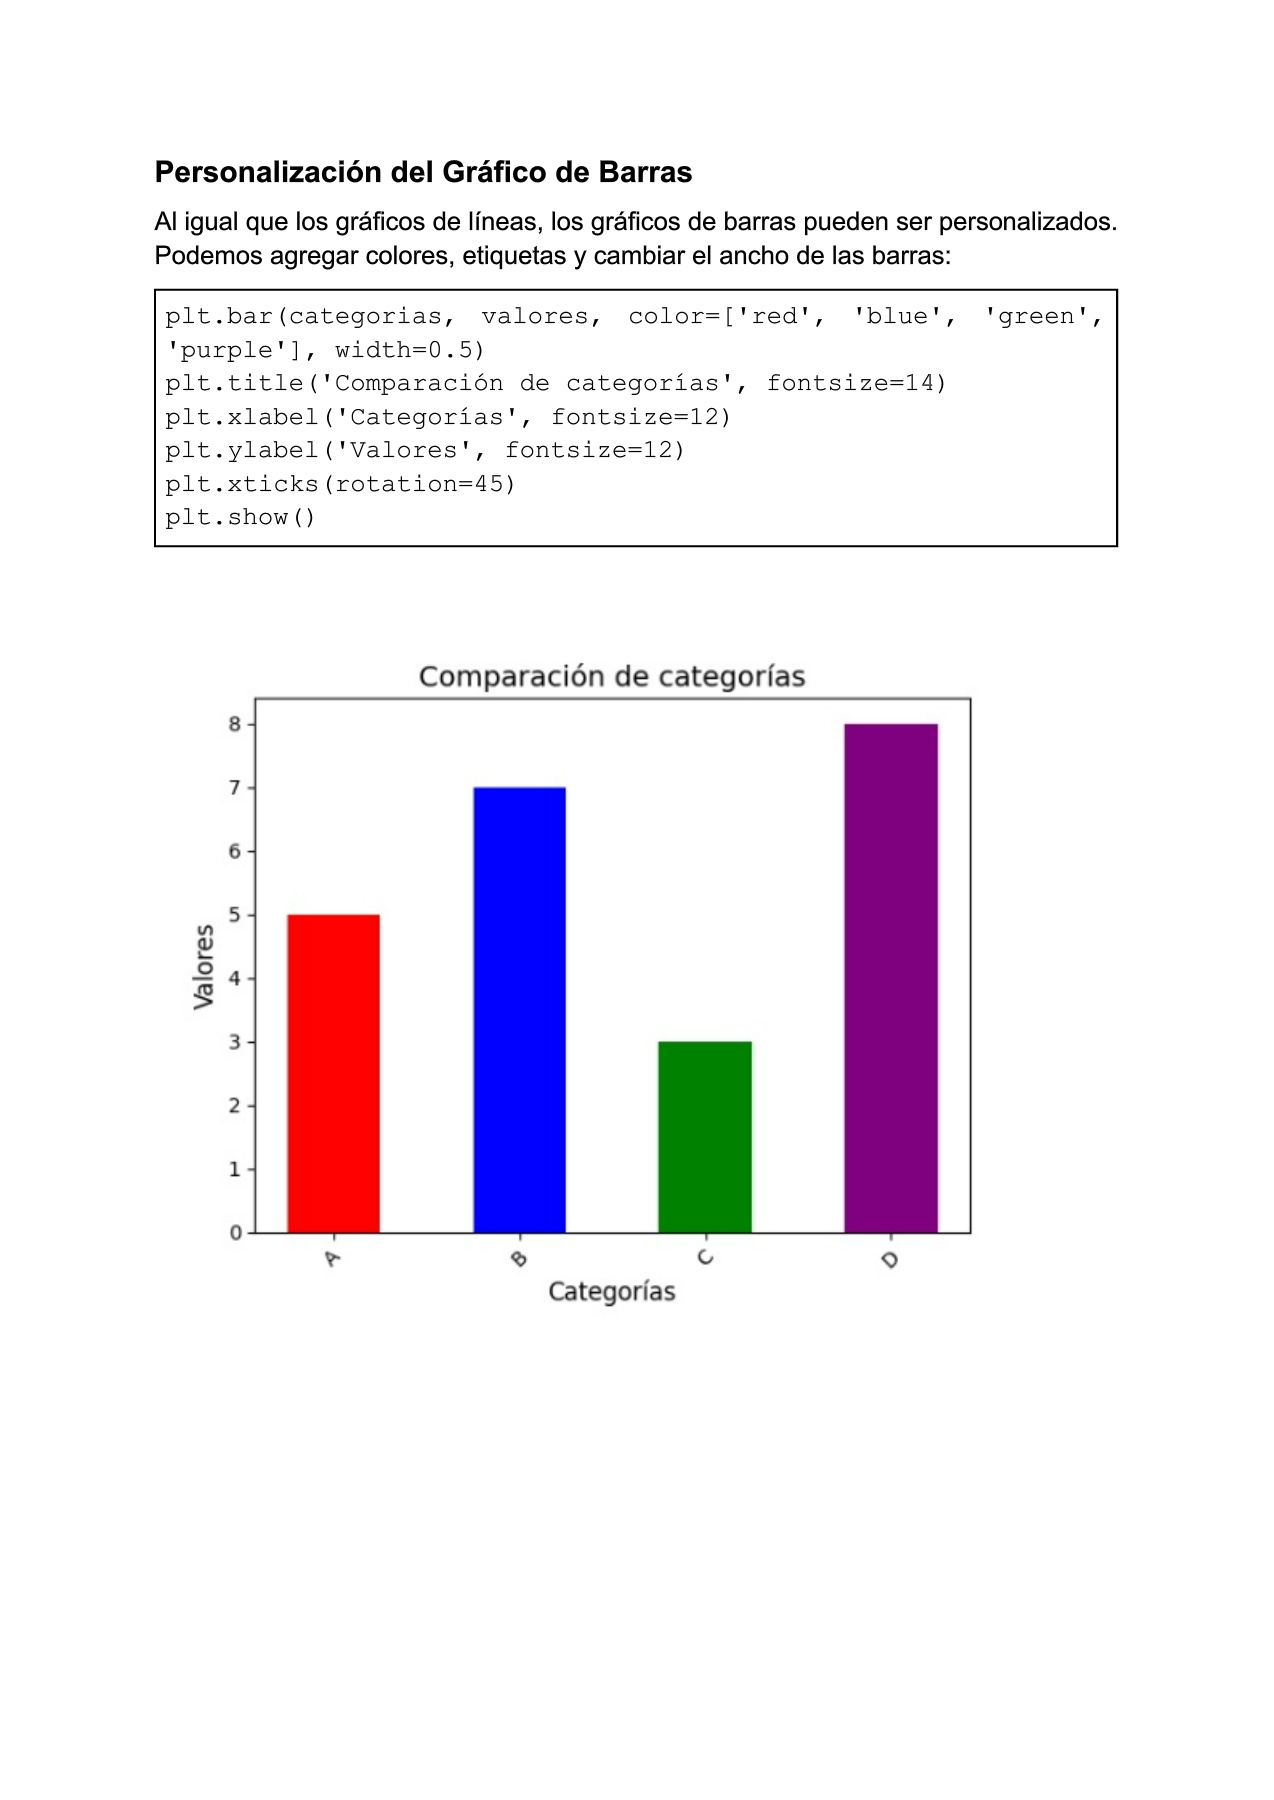 Personalización del Gráfico de Barras
Al igual que los gráficos de líneas, los gráficos de barras pueden ser personalizados.
Podemos agregar colores, etiquetas y cambiar el ancho de las barras:
plt.bar(categorias, valores, color=['red', 'blue', 'green',
'purple'], width=0.5)
plt.title('Comparación de categorías', fontsize=14)
plt.xlabel('Categorías', fontsize=12)
plt.ylabel('Valores', fontsize=12)
plt.xticks(rotation=45)
plt.show()
Comparación de categorías
8
7
6
5
4
3
2
1
0
Valores
A B C D
Categorías